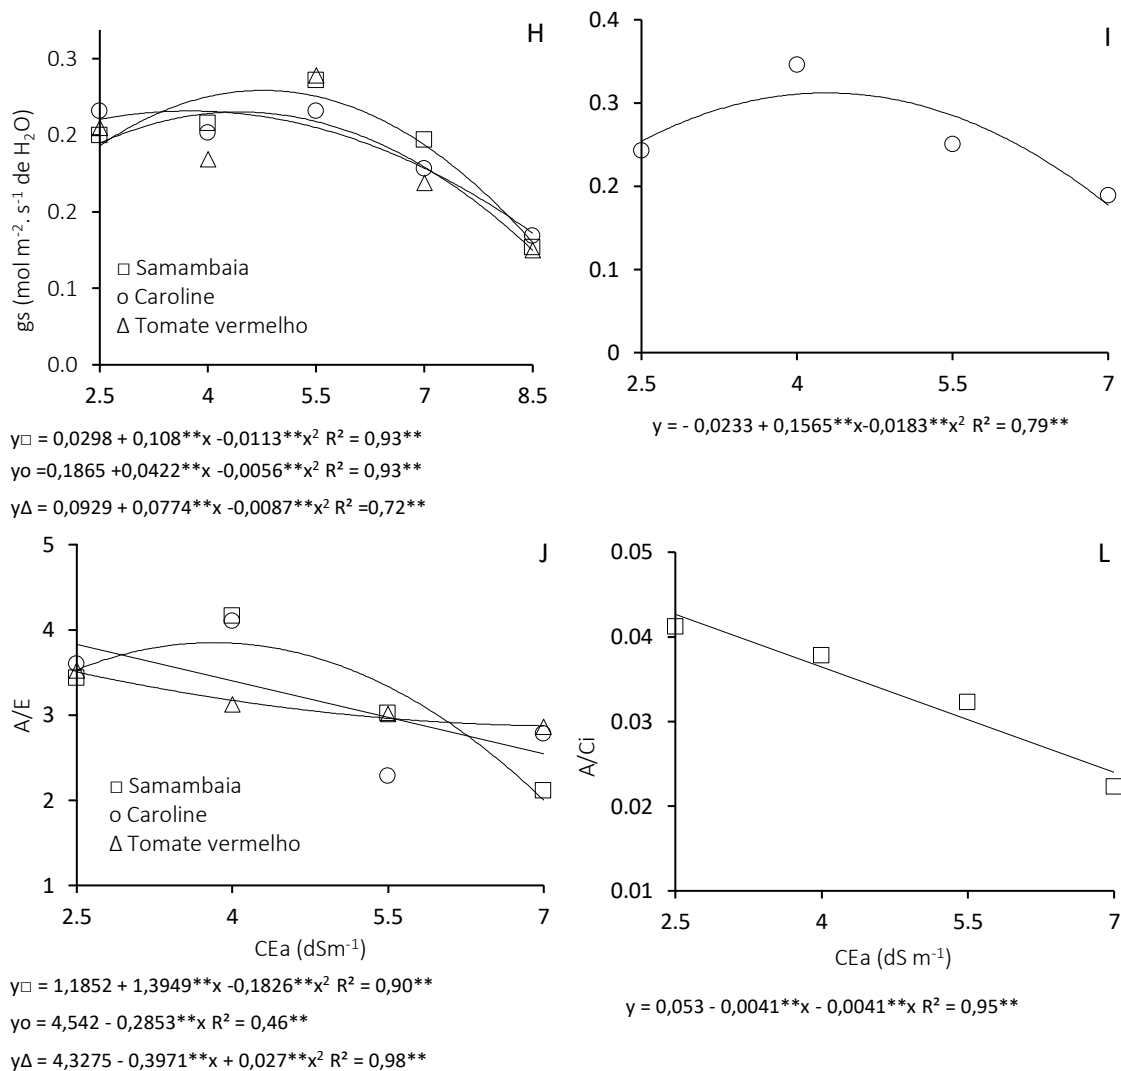 H
gs (mol m⁻². s⁻¹ de H₂O)
0.3
0.2
0.2
0.1
0.0
2.5 4 5.5 7 8.5
□ Samambaia
o Caroline
Δ Tomate vermelho
y□ = 0,0298 + 0,108**x -0,0113**x² R² = 0,93**
yo =0,1865 +0,0422**x -0,0056**x² R² = 0,93**
yΔ = 0,0929 + 0,0774**x -0,0087**x² R² =0,72**
I
0.4
0.3
0.2
0.1
0
2.5 4 5.5 7
y = - 0,0233 + 0,1565**x-0,0183**x² R² = 0,79**
J
A/E
5
4
3
2
1
2.5 4 5.5 7
□ Samambaia
o Caroline
Δ Tomate vermelho
CEa (dSm⁻¹)
y□ = 1,1852 + 1,3949**x -0,1826**x² R² = 0,90**
yo = 4,542 - 0,2853**x R² = 0,46**
yΔ = 4,3275 - 0,3971**x + 0,027**x² R² = 0,98**
L
A/Ci
0.05
0.04
0.03
0.02
0.01
2.5 4 5.5 7
CEa (dS m⁻¹)
y = 0,053 - 0,0041**x - 0,0041**x R² = 0,95**